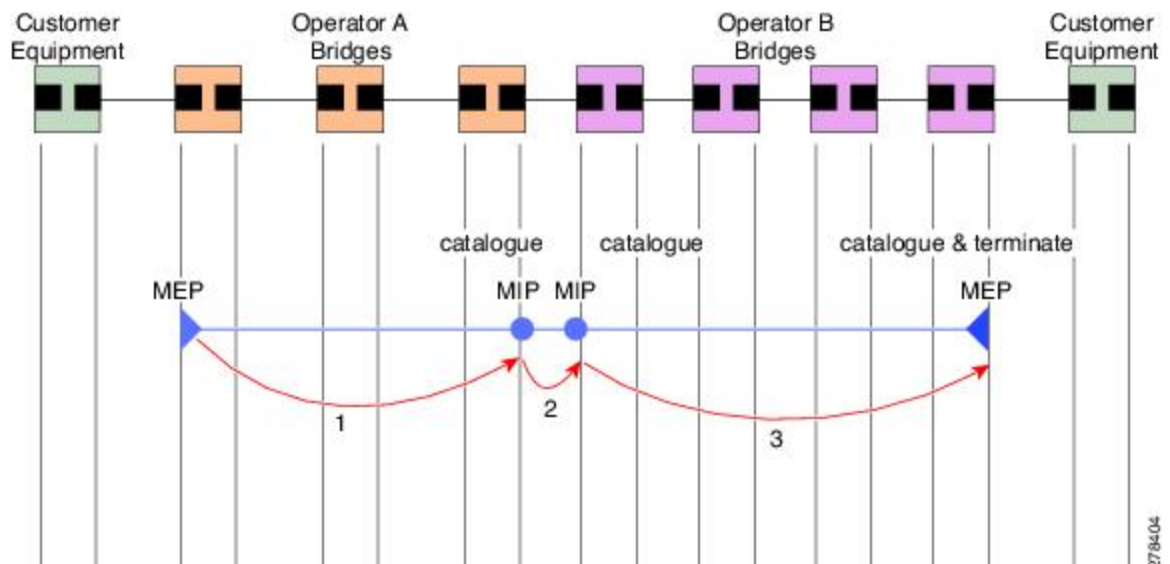 Customer
Equipment
Operator A
Bridges
Operator B
Bridges
Customer
Equipment
catalogue
catalogue
catalogue & terminate
MEP
MIP
MIP
MEP
1
2
3
278404